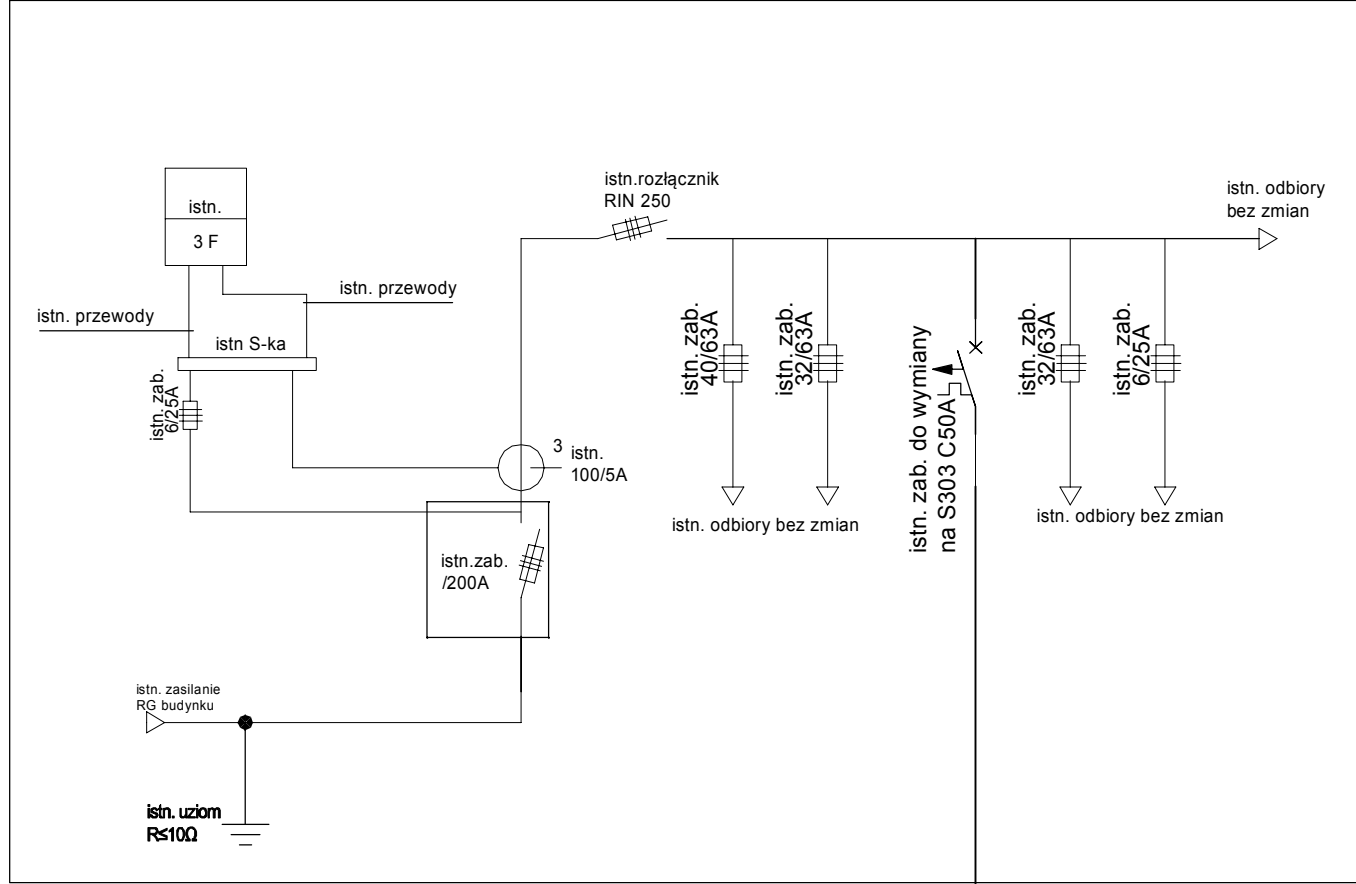 istn.rozłącznik
RIN 250
istn. odbiory
bez zmian
istn.
3 F
istn. przewody
istn. przewody
istn S-ka
istn. zab.
6/25A
3
istn.
100/5A
istn.zab.
/200A
istn. zab.
40/63A
istn. zab.
32/63A
istn. zab. do wymiany
na S303 C50A
istn. zab.
32/63A
istn. zab.
6/25A
istn. odbiory bez zmian
istn. odbiory bez zmian
istn. zasilanie
RG budynku
istn. uziom
R≤10Ω